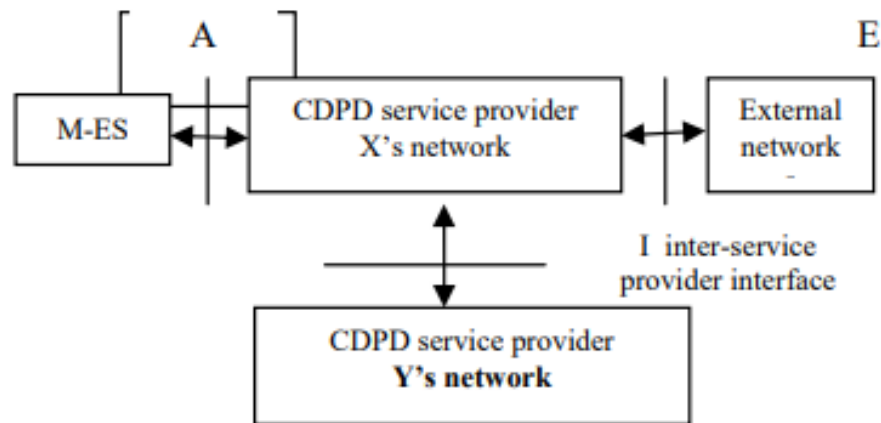 A
E
M-ES
CDPD service provider
X's network
External
network
-
I inter-service
provider interface
CDPD service provider
Y's network